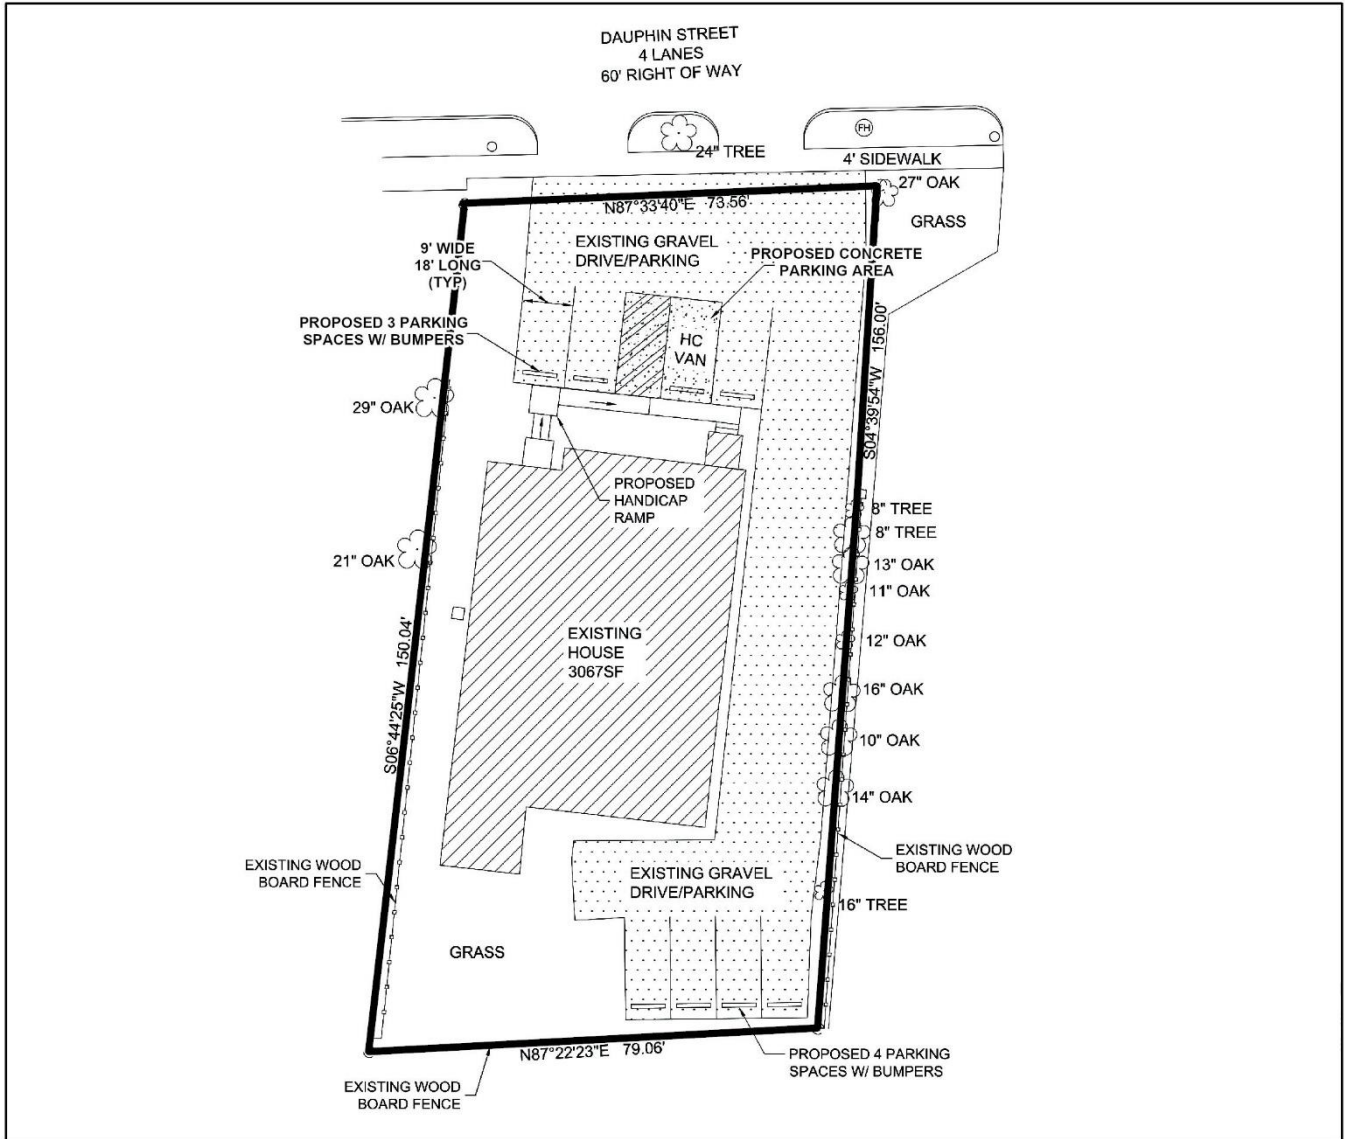 DAUPHIN STREET
4 LANES
60' RIGHT OF WAY
24" TREE
FH
4' SIDEWALK
27" OAK
GRASS
N87°33'40"E 73.56'
9' WIDE
18' LONG
(TYP)
EXISTING GRAVEL
DRIVE/PARKING
PROPOSED CONCRETE
PARKING AREA
PROPOSED 3 PARKING
SPACES W/ BUMPERS
HC
VAN
S04°39'54"W 156.00'
29" OAK
PROPOSED
HANDICAP
RAMP
8" TREE
8" TREE
21" OAK
13" OAK
11" OAK
12" OAK
EXISTING
HOUSE
3067SF
S06°44'25"W 150.04'
16" OAK
10" OAK
14" OAK
EXISTING WOOD
BOARD FENCE
EXISTING WOOD
BOARD FENCE
EXISTING GRAVEL
DRIVE/PARKING
16" TREE
GRASS
N87°22'23"E 79.06'
PROPOSED 4 PARKING
SPACES W/ BUMPERS
EXISTING WOOD
BOARD FENCE